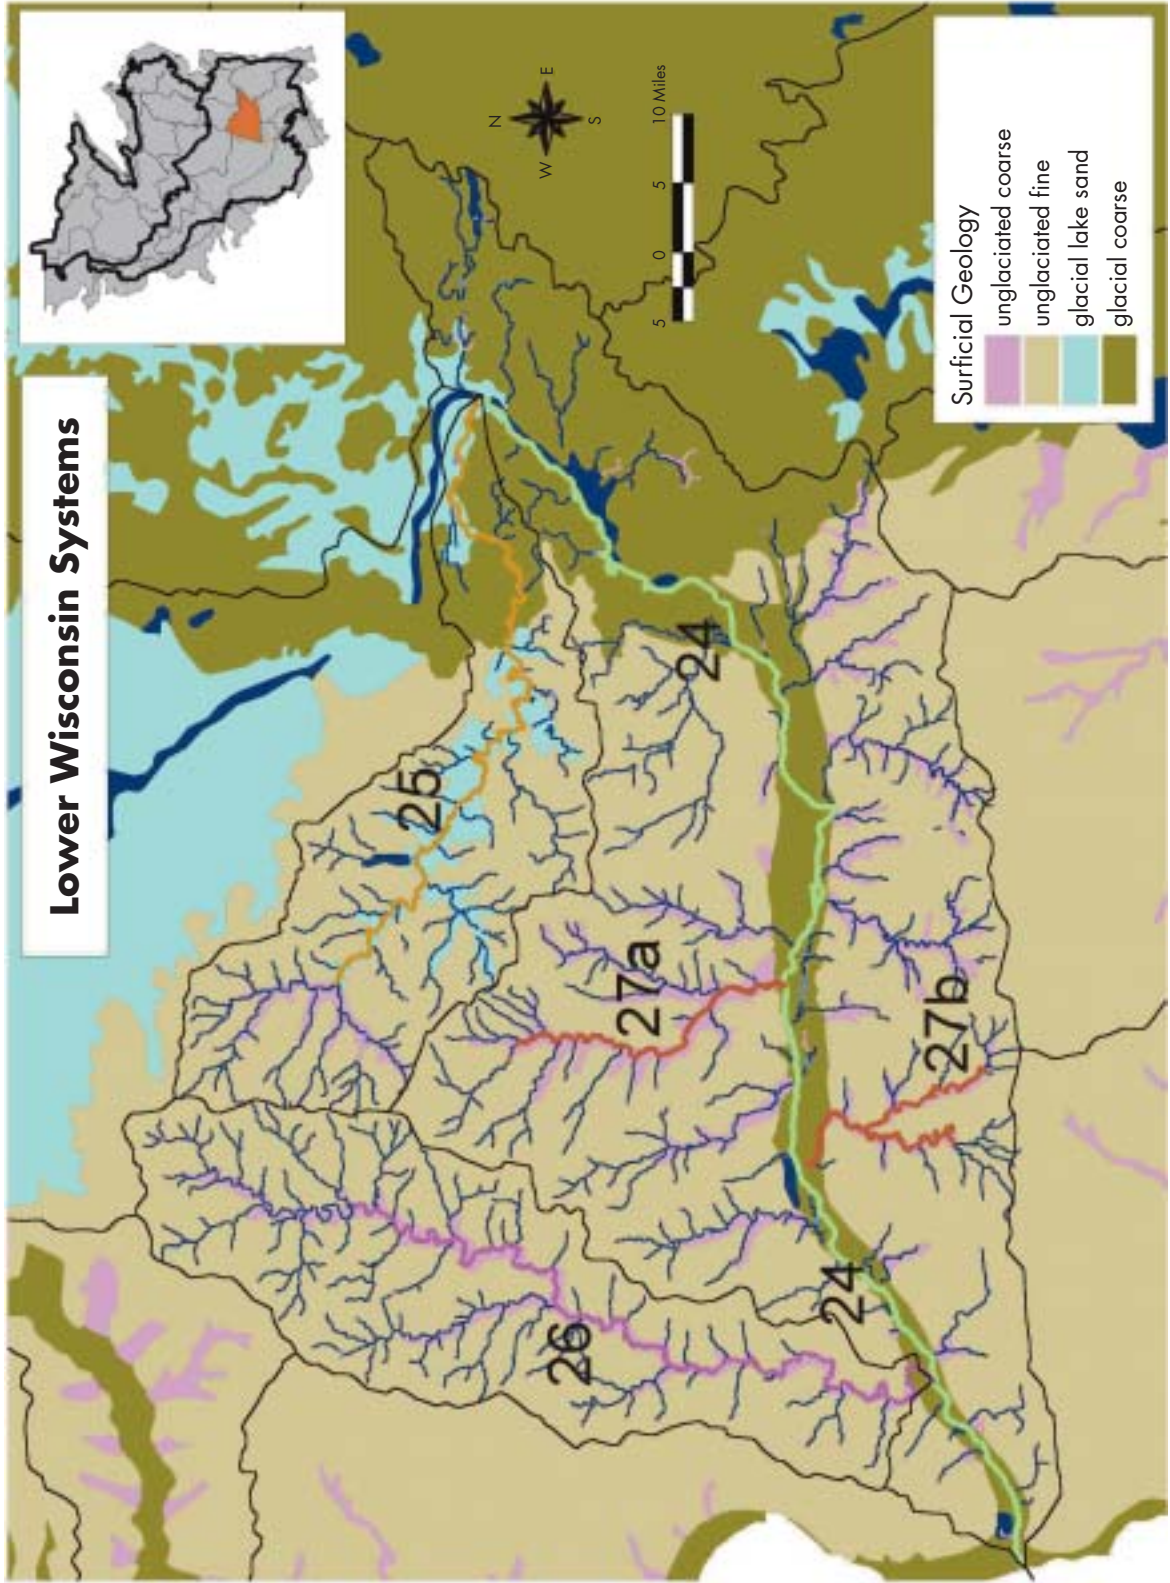 Lower Wisconsin Systems
N
W
E
S
5
0
5
10 Miles
25
24
27a
27b
26
24
Surficial Geology
unglaciated coarse
unglaciated fine
glacial lake sand
glacial coarse